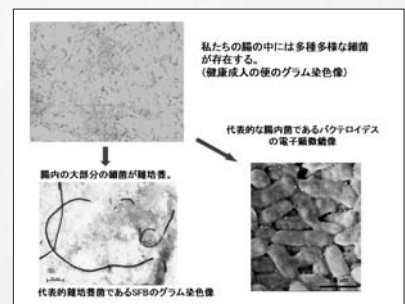 私たちの腸の中には多種多様な細菌
が存在する。
（健康成人の便のグラム染色像）
代表的な腸内菌であるバクテロイデス
の電子顕微鏡像
腸内の大部分の細菌が難培養。
代表的難培養菌であるSFBのグラム染色像